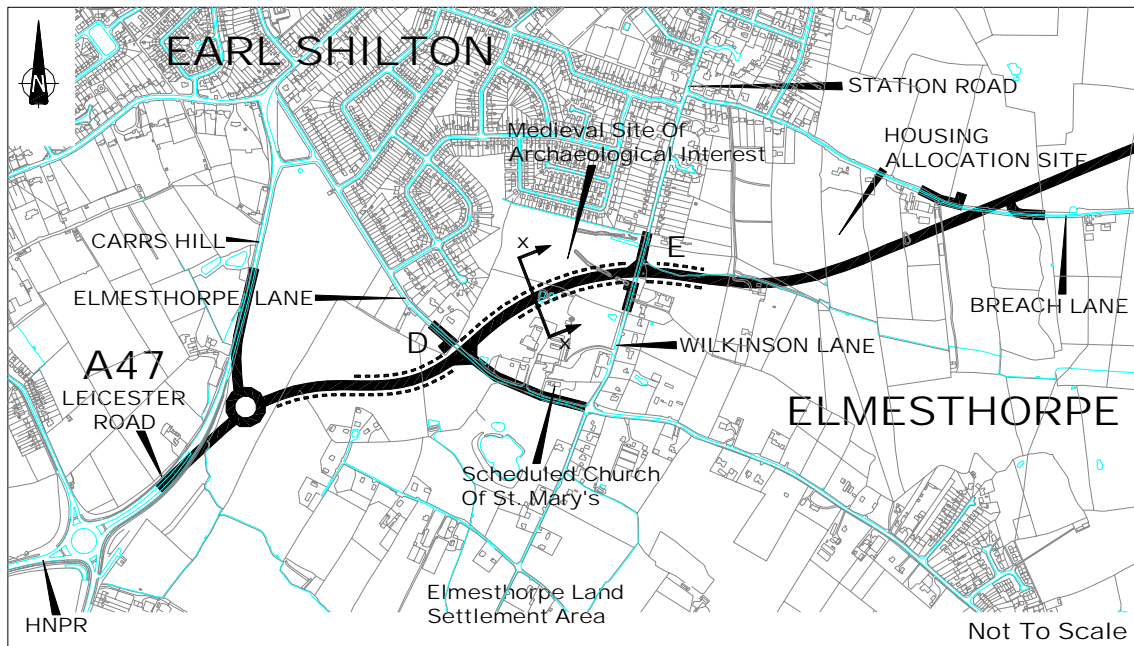 EARL SHILTON
N
STATION ROAD
Medieval Site Of
Archaeological Interest
HOUSING
ALLOCATION SITE
CARRS HILL
x
E
ELMESTHORPE LANE
BREACH LANE
D
x
WILKINSON LANE
A47
LEICESTER
ROAD
ELMESTHORPE
Scheduled Church
Of St. Mary's
Elmesthorpe Land
Settlement Area
HNPR
Not To Scale